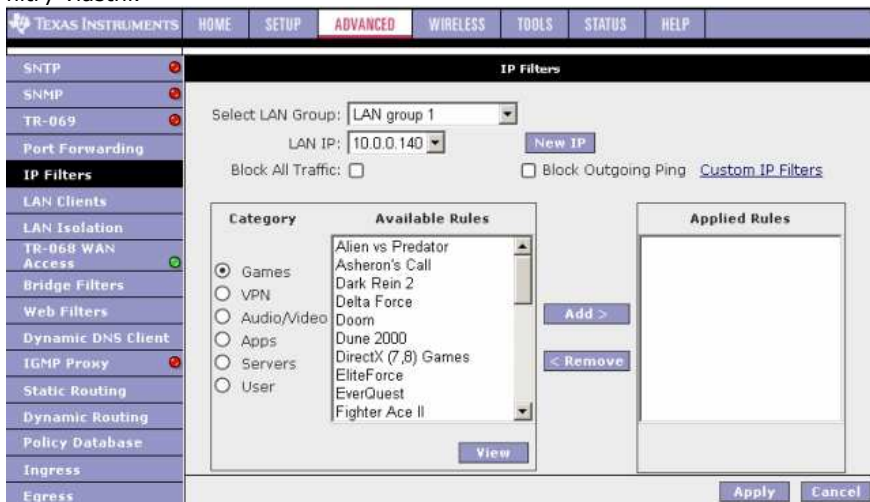 TEXAS INSTRUMENTS
HOME SETUP ADVANCED WIRELESS TOOLS STATUS HELP
SNTP
SNMP
TR-069
Port Forwarding
IP Filters
LAN Clients
LAN Isolation
TR-068 WAN
Access
Bridge Filters
Web Filters
Dynamic DNS Client
IGMP Proxy
Static Routing
Dynamic Routing
Policy Database
Ingress
Egress
IP Filters
Select LAN Group: LAN group 1
LAN IP: 10.0.0.140 New IP
Block All Traffic: Block Outgoing Ping Custom IP Filters
Category Available Rules Applied Rules
Games
VPN
Audio/Video
Apps
Servers
User
Alien vs Predator
Asheron's Call
Dark Rein 2
Delta Force
Doom
Dune 2000
DirectX (7,8) Games
EliteForce
EverQuest
Fighter Ace II
Add >
< Remove
View
Apply Cancel